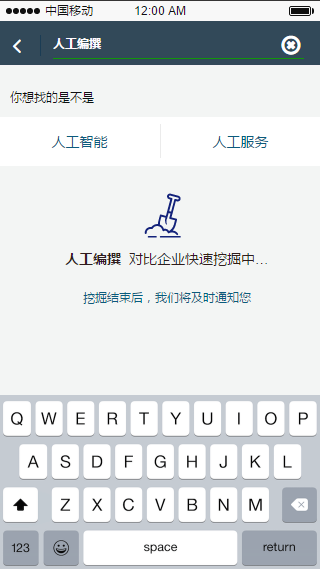 中国移动 12:00 AM
人工编撰
你想找的是不是
人工智能 人工服务
人工编撰 对比企业快速挖掘中...
挖掘结束后，我们将及时通知您
Q W E R T Y U I O P
A S D F G H J K L
Z X C V B N M
123 space return